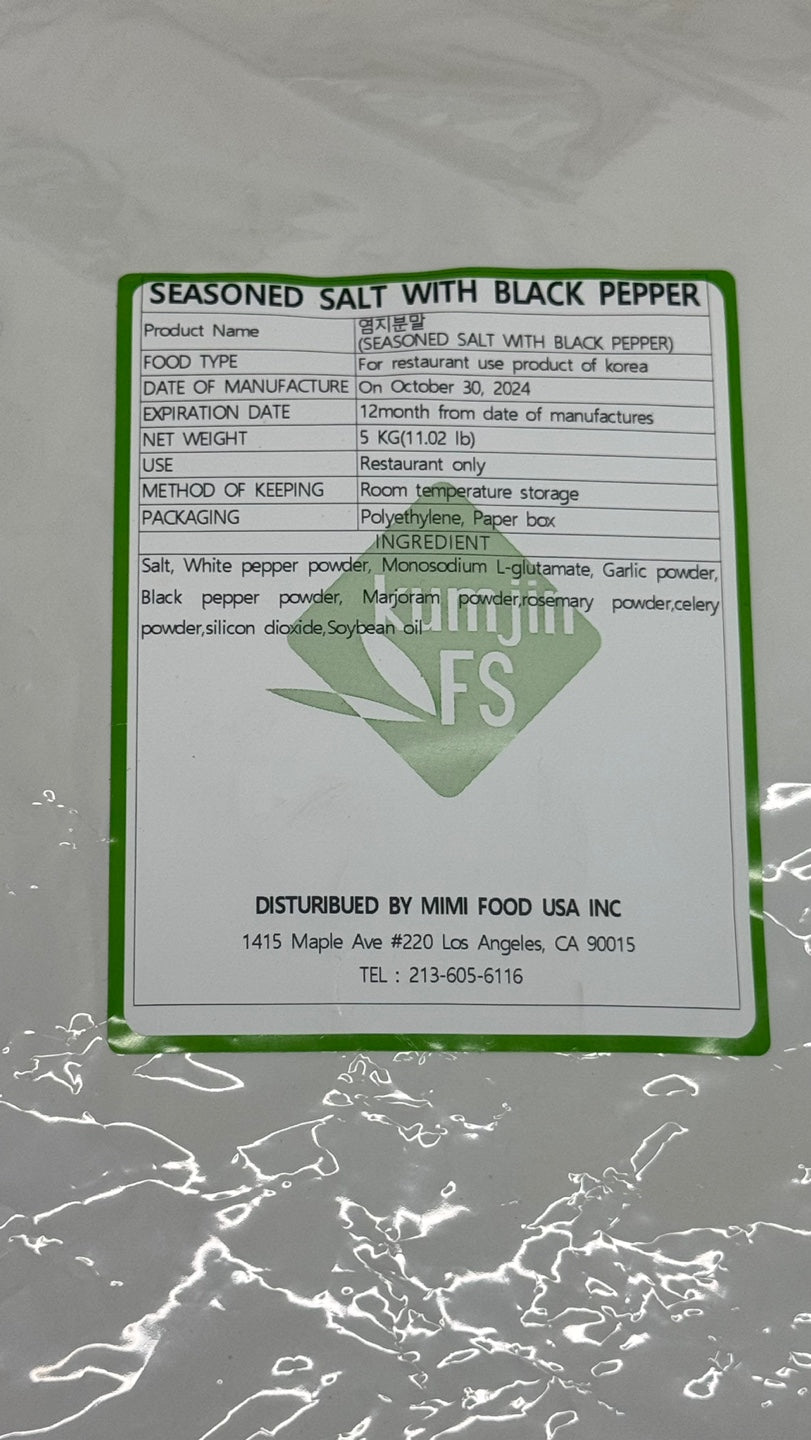 SEASONED SALT WITH BLACK PEPPER
Product Name 염지분말
(SEASONED SALT WITH BLACK PEPPER)
FOOD TYPE For restaurant use product of korea
DATE OF MANUFACTURE On October 30, 2024
EXPIRATION DATE 12month from date of manufactures
NET WEIGHT 5 KG(11.02 lb)
USE Restaurant only
METHOD OF KEEPING Room temperature storage
PACKAGING Polyethylene, Paper box
INGREDIENT
Salt, White pepper powder, Monosodium L-glutamate, Garlic powder,
Black pepper powder, Marjoram powder,rosemary powder,celery
powder,silicon dioxide,Soybean oil
kumjin
FS
DISTURIBUED BY MIMI FOOD USA INC
1415 Maple Ave #220 Los Angeles, CA 90015
TEL : 213-605-6116